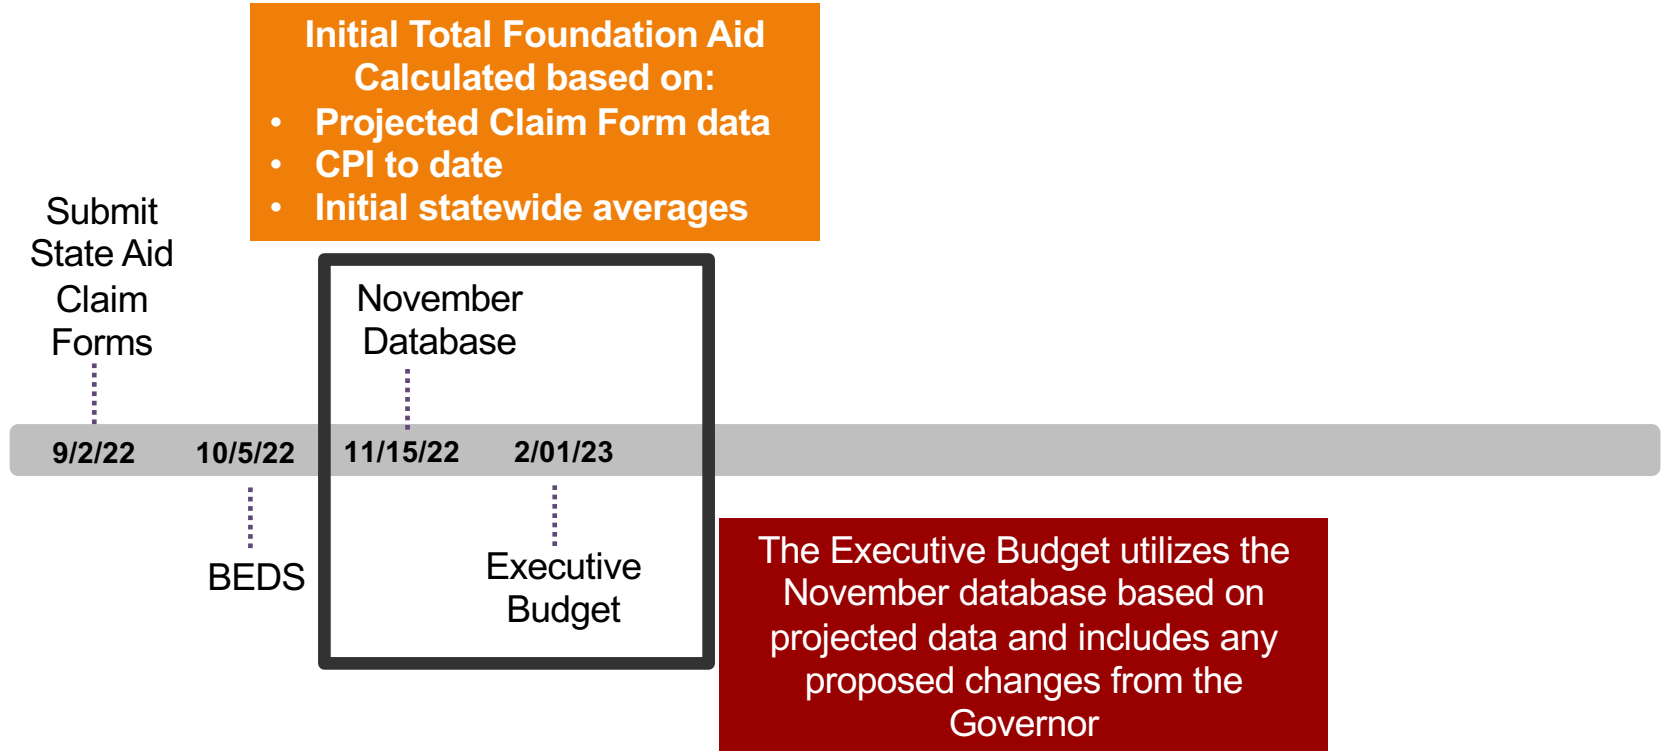 Initial Total Foundation Aid
Calculated based on:
• Projected Claim Form data
• CPI to date
• Initial statewide averages
Submit
State Aid
Claim
Forms
November
Database
9/2/22
10/5/22
11/15/22
2/01/23
BEDS
Executive
Budget
The Executive Budget utilizes the
November database based on
projected data and includes any
proposed changes from the
Governor